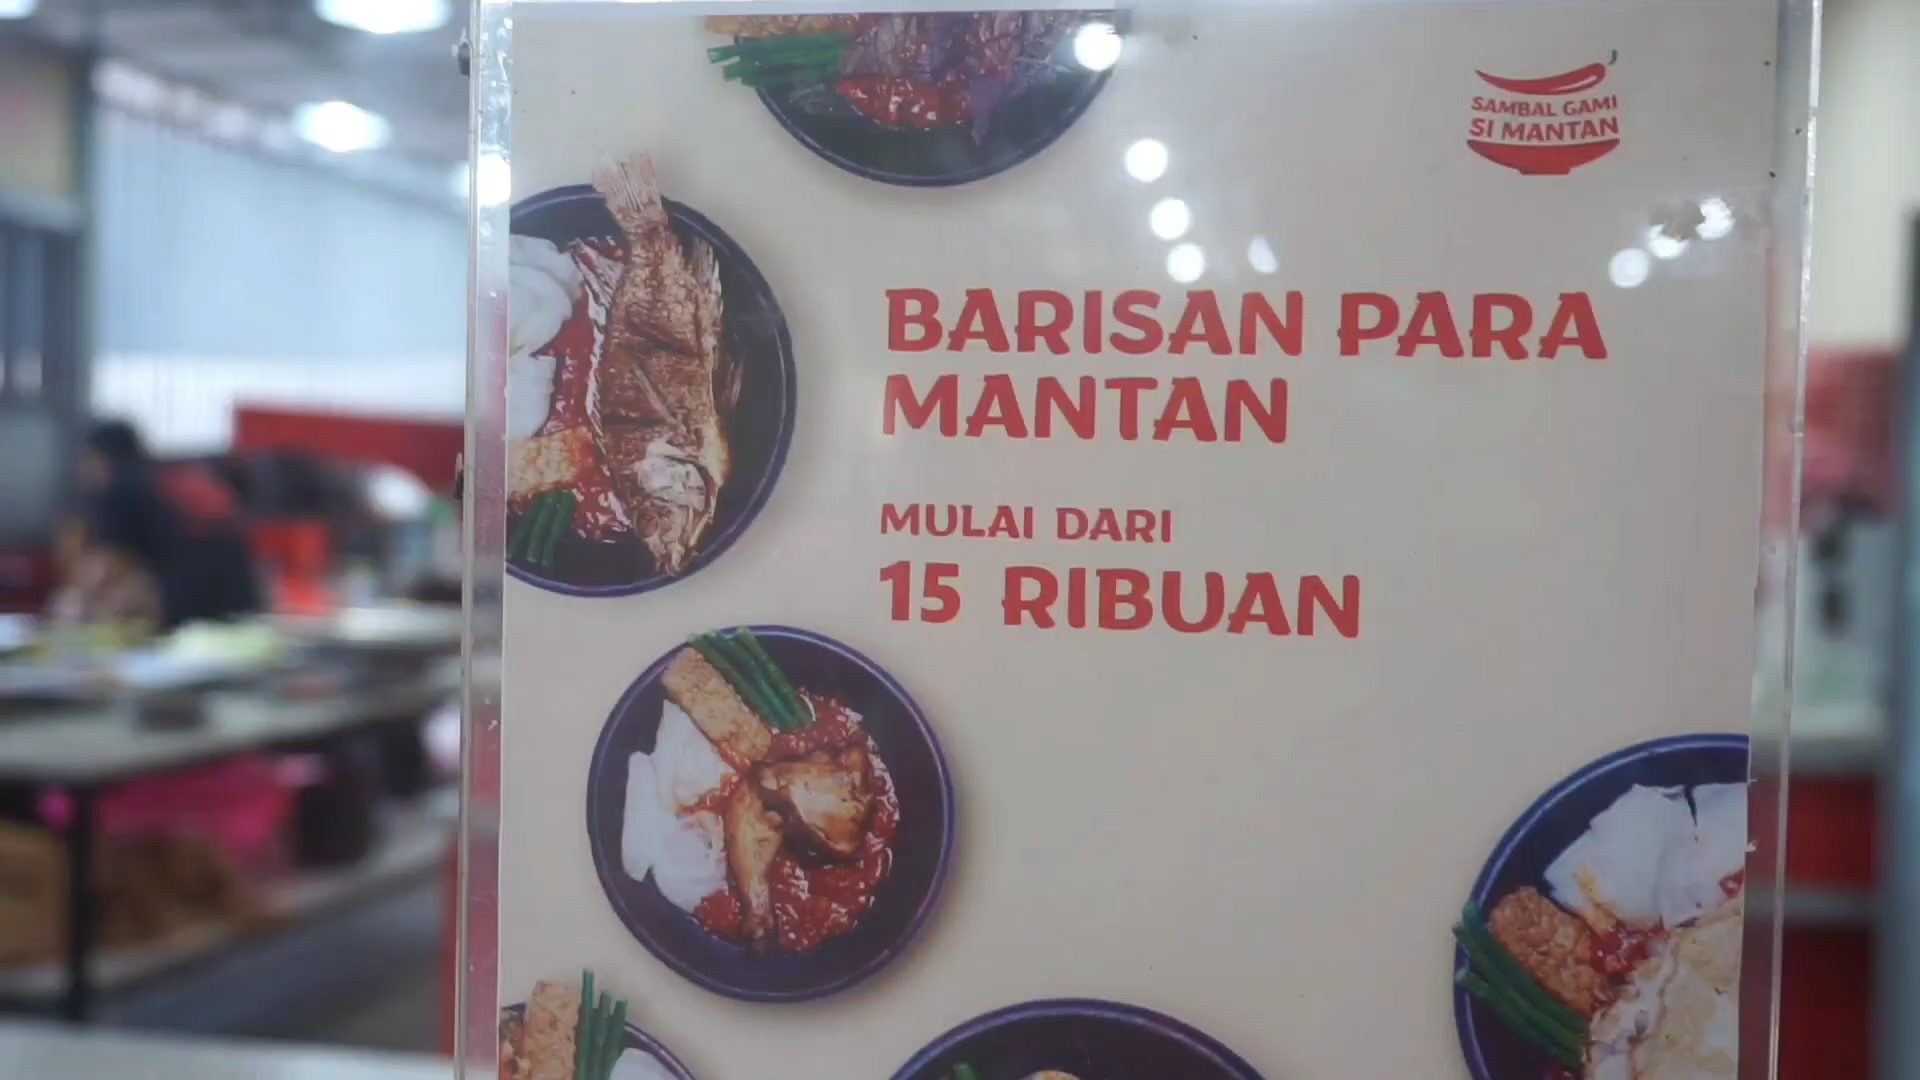 SAMBAL GAMI
SI MANTAN
BARISAN PARA
MANTAN
MULAI DARI
15 RIBUAN